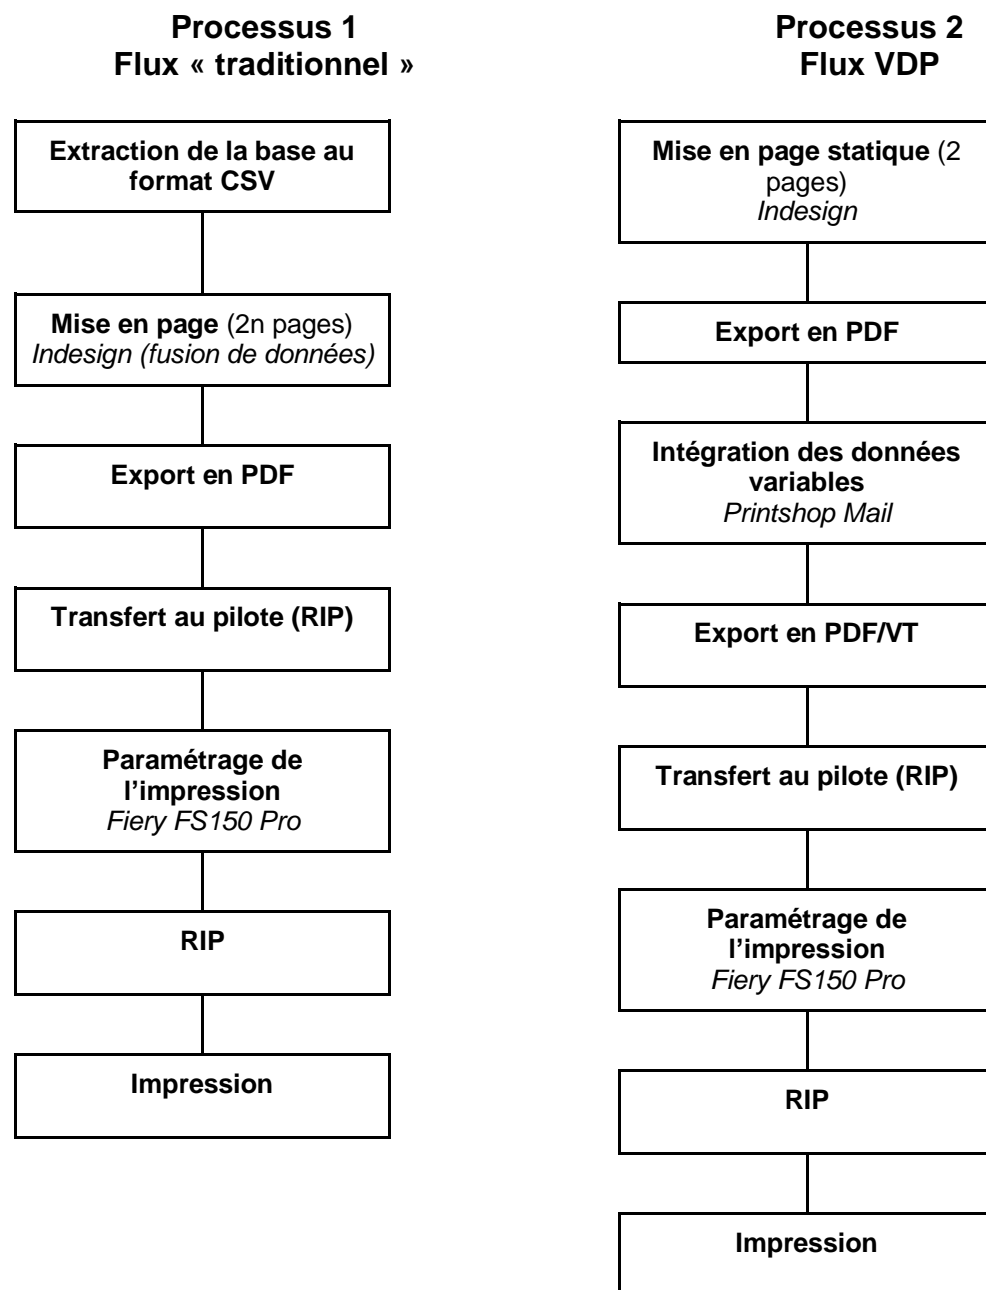 Processus 1
Flux « traditionnel »
Extraction de la base au
format CSV
Mise en page (2n pages)
Indesign (fusion de données)
Export en PDF
Transfert au pilote (RIP)
Paramétrage de
l’impression
Fiery FS150 Pro
RIP
Impression
Processus 2
Flux VDP
Mise en page statique (2
pages)
Indesign
Export en PDF
Intégration des données
variables
Printshop Mail
Export en PDF/VT
Transfert au pilote (RIP)
Paramétrage de
l’impression
Fiery FS150 Pro
RIP
Impression